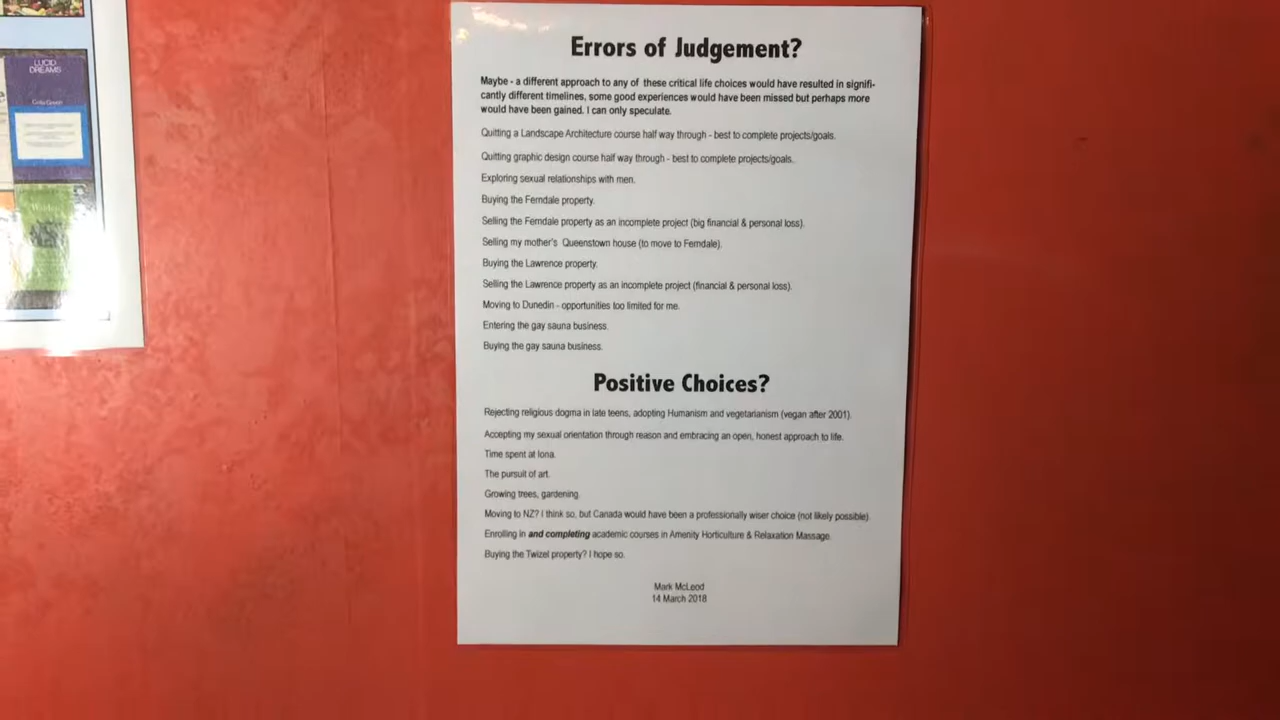 LUCID
DREAMS
Celia Green
Errors of Judgement?
Maybe - a different approach to any of these critical life choices would have resulted in signifi-
cantly different timelines, some good experiences would have been missed but perhaps more
would have been gained. I can only speculate.
Quitting a Landscape Architecture course half way through - best to complete projects/goals.
Quitting graphic design course half way through - best to complete projects/goals.
Exploring sexual relationships with men.
Buying the Ferndale property.
Selling the Ferndale property as an incomplete project (big financial & personal loss).
Selling my mother's Queenstown house (to move to Ferndale).
Buying the Lawrence property.
Selling the Lawrence property as an incomplete project (financial & personal loss).
Moving to Dunedin - opportunities too limited for me.
Entering the gay sauna business.
Buying the gay sauna business.
Positive Choices?
Rejecting religious dogma in late teens, adopting Humanism and vegetarianism (vegan after 2001).
Accepting my sexual orientation through reason and embracing an open, honest approach to life.
Time spent at Iona.
The pursuit of art.
Growing trees, gardening.
Moving to NZ? I think so, but Canada would have been a professionally wiser choice (not likely possible)
Enrolling in and completing academic courses in Amenity Horticulture & Relaxation Massage.
Buying the Twizel property? I hope so.
Mark McLeod
14 March 2018